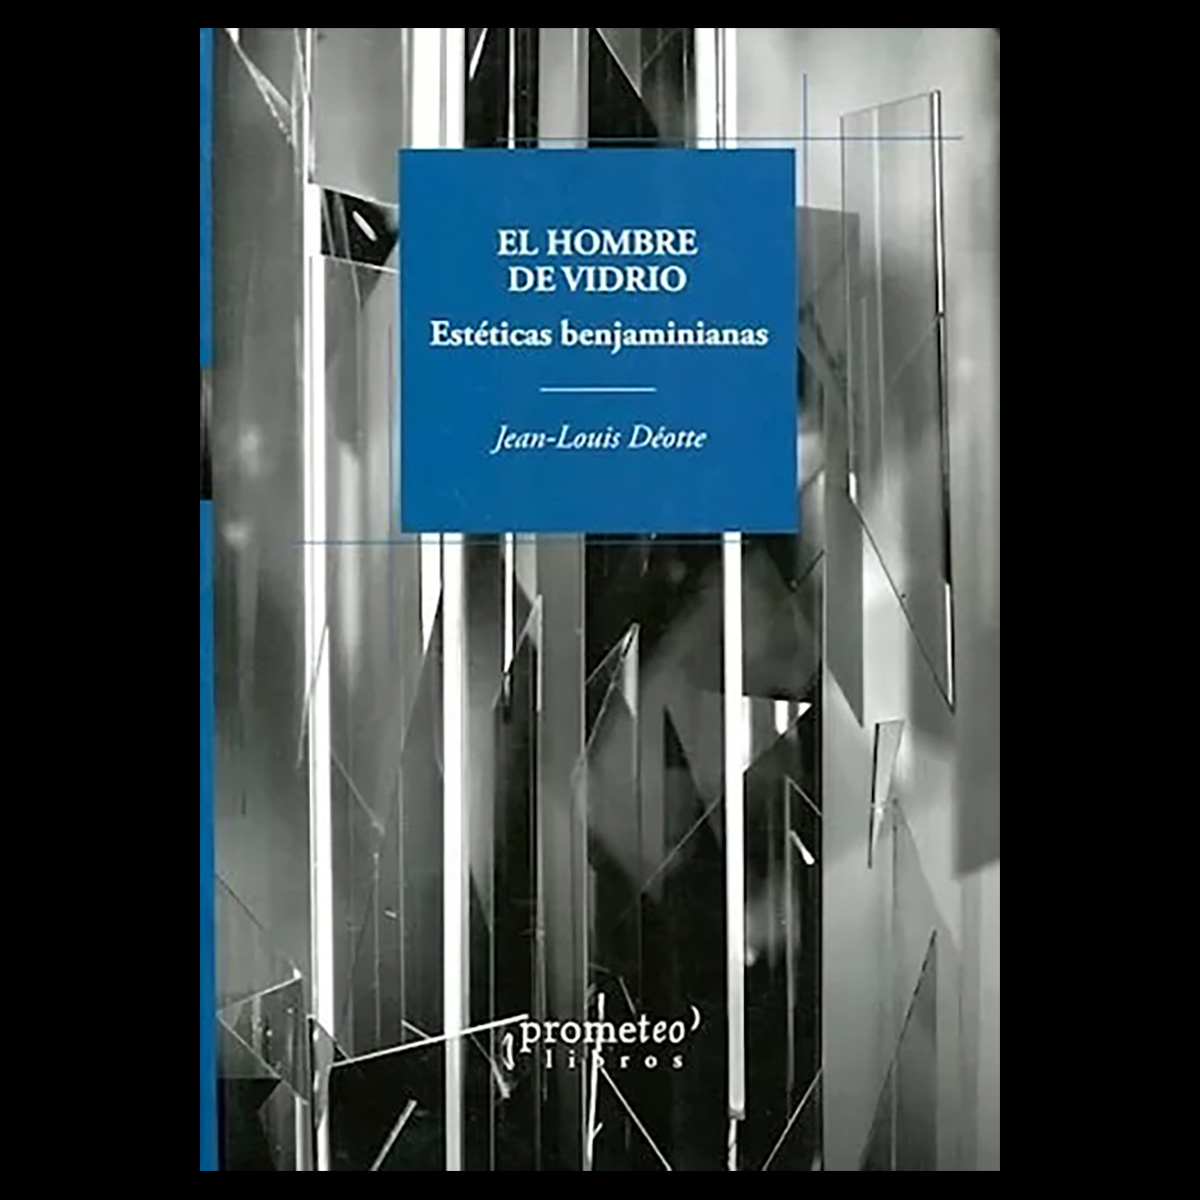 EL HOMBRE
DE VIDRIO
Estéticas benjaminianas
Jean-Louis Déotte
prometeo
libros